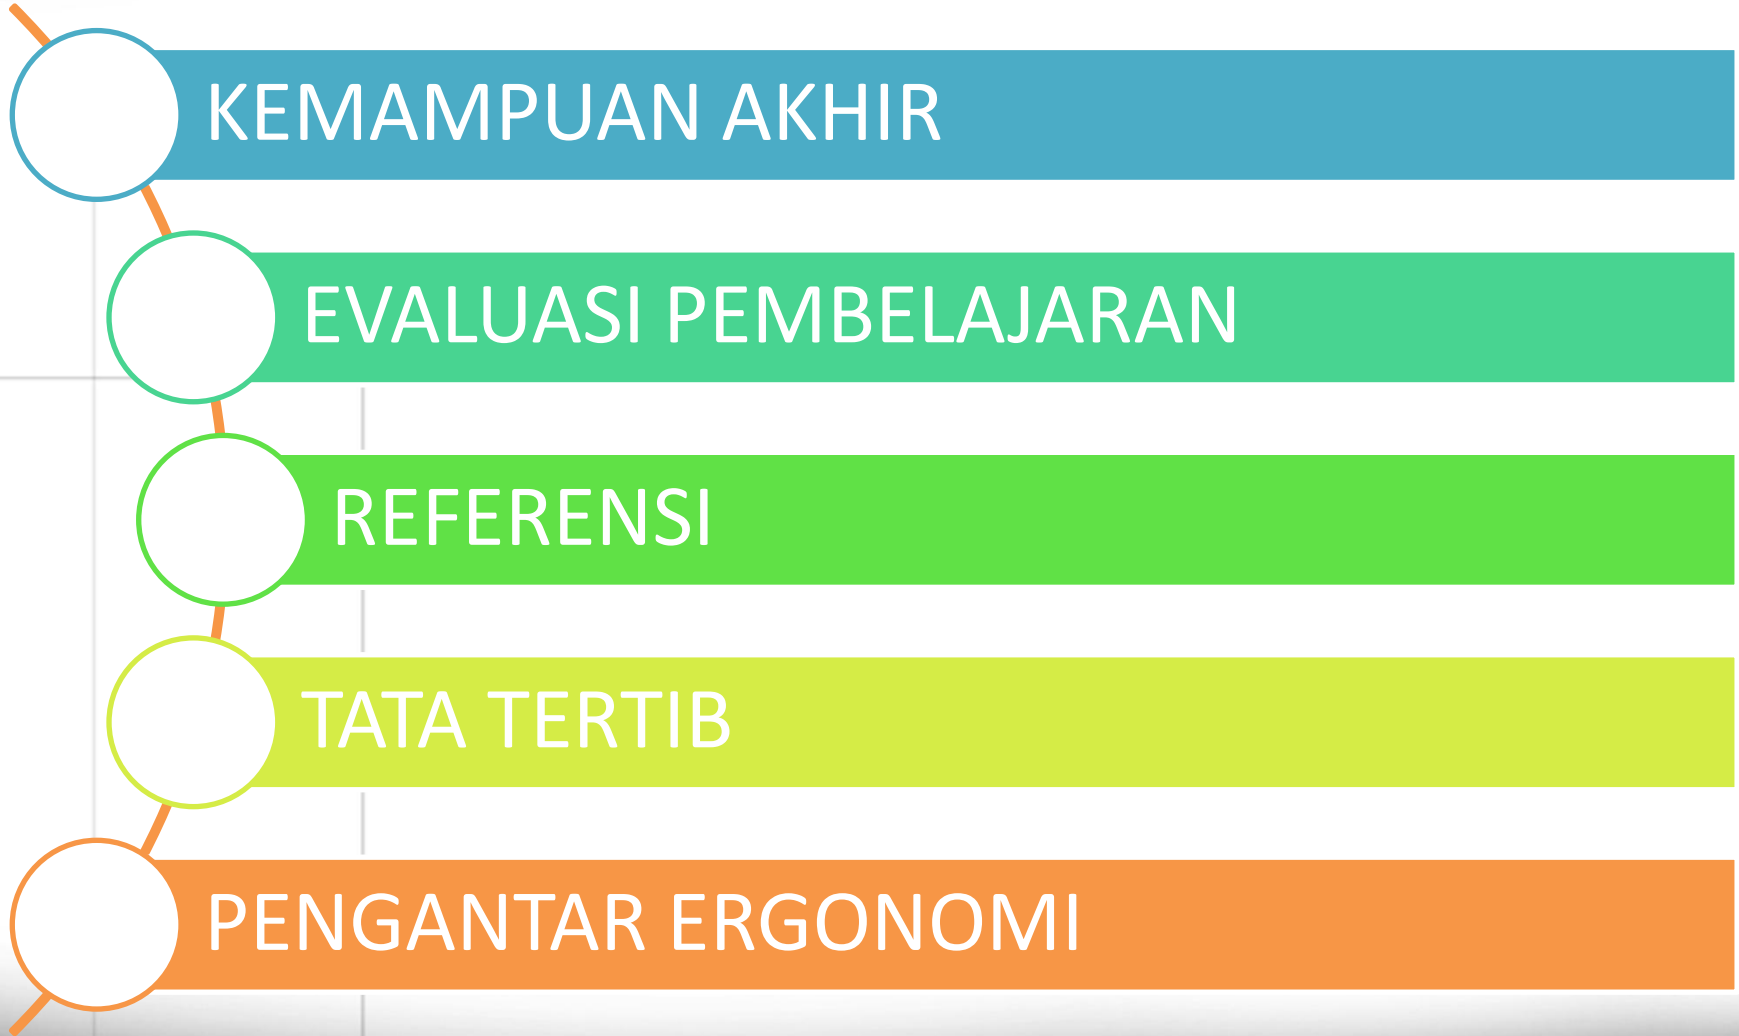 KEMAMPUAN AKHIR
EVALUASI PEMBELAJARAN
REFERENSI
TATA TERTIB
PENGANTAR ERGONOMI